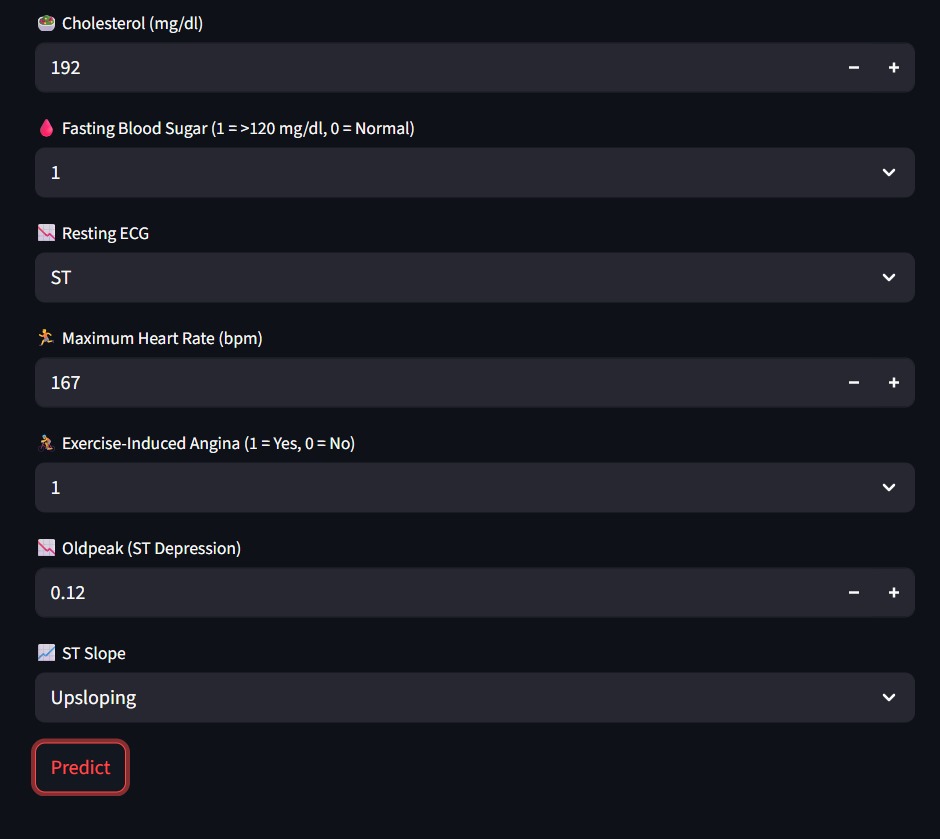 Cholesterol (mg/dl)
192
Fasting Blood Sugar (1 = >120 mg/dl, 0 = Normal)
1
Resting ECG
ST
Maximum Heart Rate (bpm)
167
Exercise-Induced Angina (1 = Yes, 0 = No)
1
Oldpeak (ST Depression)
0.12
ST Slope
Upsloping
Predict